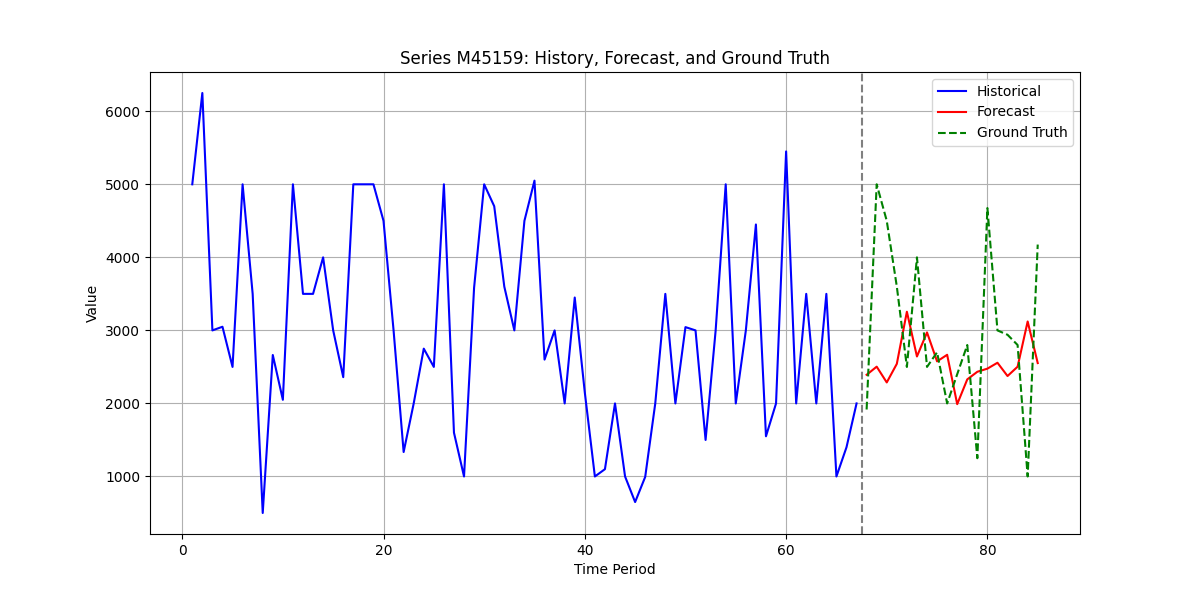 Series M45159: History, Forecast, and Ground Truth
Historical
Forecast
Ground Truth
Value
6000
5000
4000
3000
2000
1000
0
20
40
60
80
Time Period